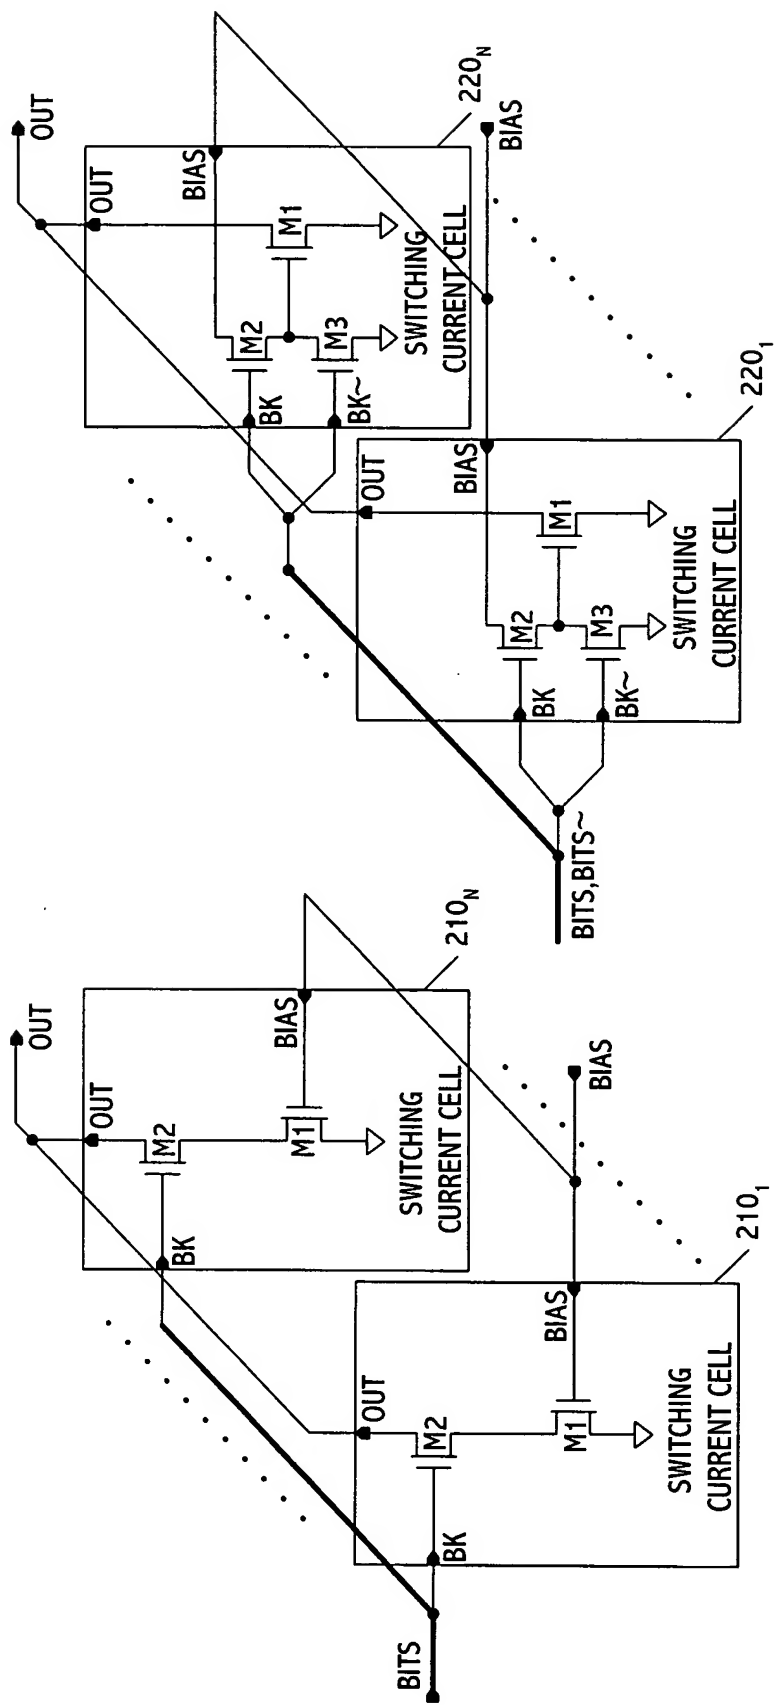 OUT
OUT
M2
BK
BIAS
M1
SWITCHING
CURRENT CELL
210N
OUT
M2
BK
BIAS
M1
SWITCHING
CURRENT CELL
210₁
BITS
BIAS
OUT
OUT
BIAS
M2
M1
BK
M3
BK~
SWITCHING
CURRENT CELL
220N
BIAS
OUT
BIAS
M2
M1
BK
M3
BK~
SWITCHING
CURRENT CELL
220₁
BITS,BITS~